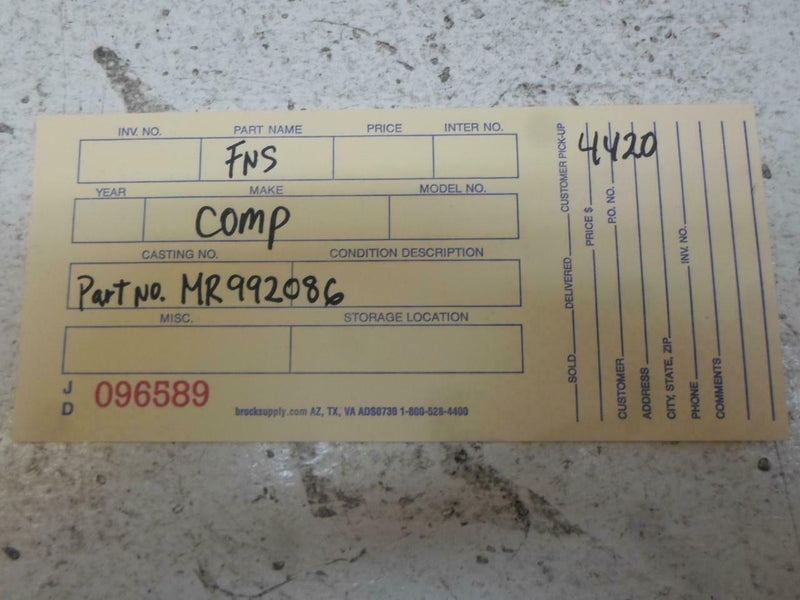 INV. NO. PART NAME PRICE INTER NO.
FNS
YEAR MAKE MODEL NO.
COMP
CASTING NO. CONDITION DESCRIPTION
Part No. MR992086
MISC. STORAGE LOCATION
J D 096589
brocksupply.com AZ, TX, VA ADS0730 1-800-528-4400
4420
SOLD DELIVERED CUSTOMER PICK-UP
PRICE $
CUSTOMER P.O. NO.
ADDRESS
CITY, STATE, ZIP
PHONE INV. NO.
COMMENTS